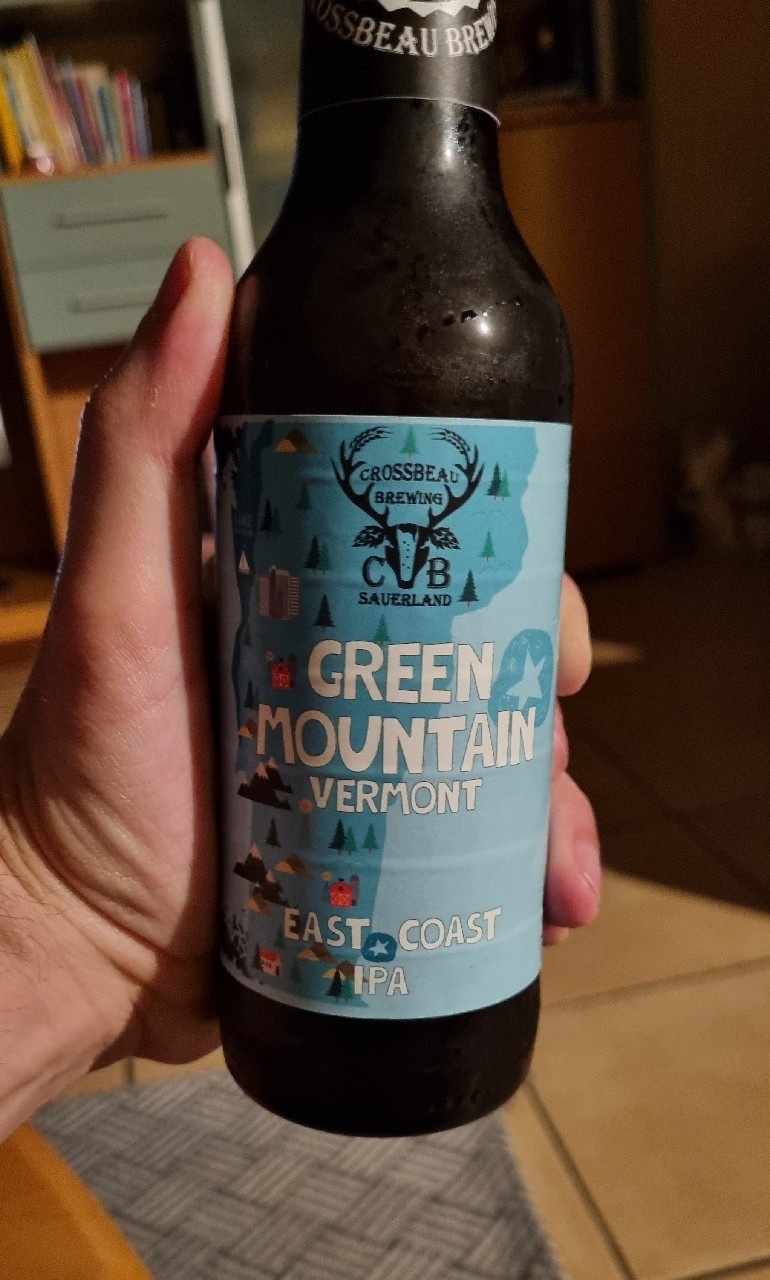 CROSSBEAU BREW
CROSSBEAU
BREWING
C B
SAUERLAND
GREEN
MOUNTAIN
VERMONT
EAST COAST
IPA